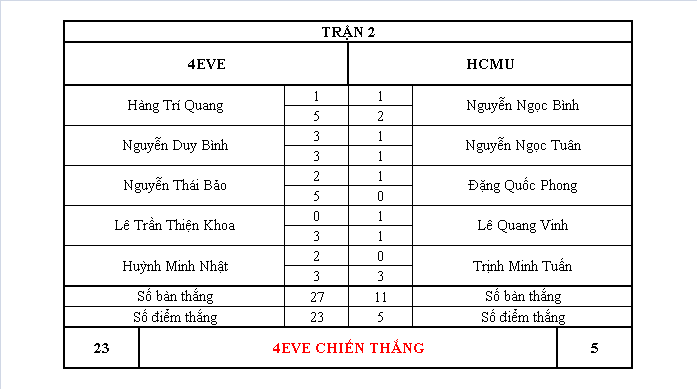 TRẬN 2
4EVE HCMU
Hàng Trí Quang 1 1 Nguyễn Ngọc Bình
5 2
Nguyễn Duy Bình 3 1 Nguyễn Ngọc Tuân
3 1
Nguyễn Thái Bảo 2 1 Đặng Quốc Phong
5 0
Lê Trần Thiện Khoa 0 1 Lê Quang Vinh
3 1
Huỳnh Minh Nhật 2 0 Trịnh Minh Tuấn
3 3
Số bàn thắng 27 11 Số bàn thắng
Số điểm thắng 23 5 Số điểm thắng
23 4EVE CHIẾN THẮNG 5